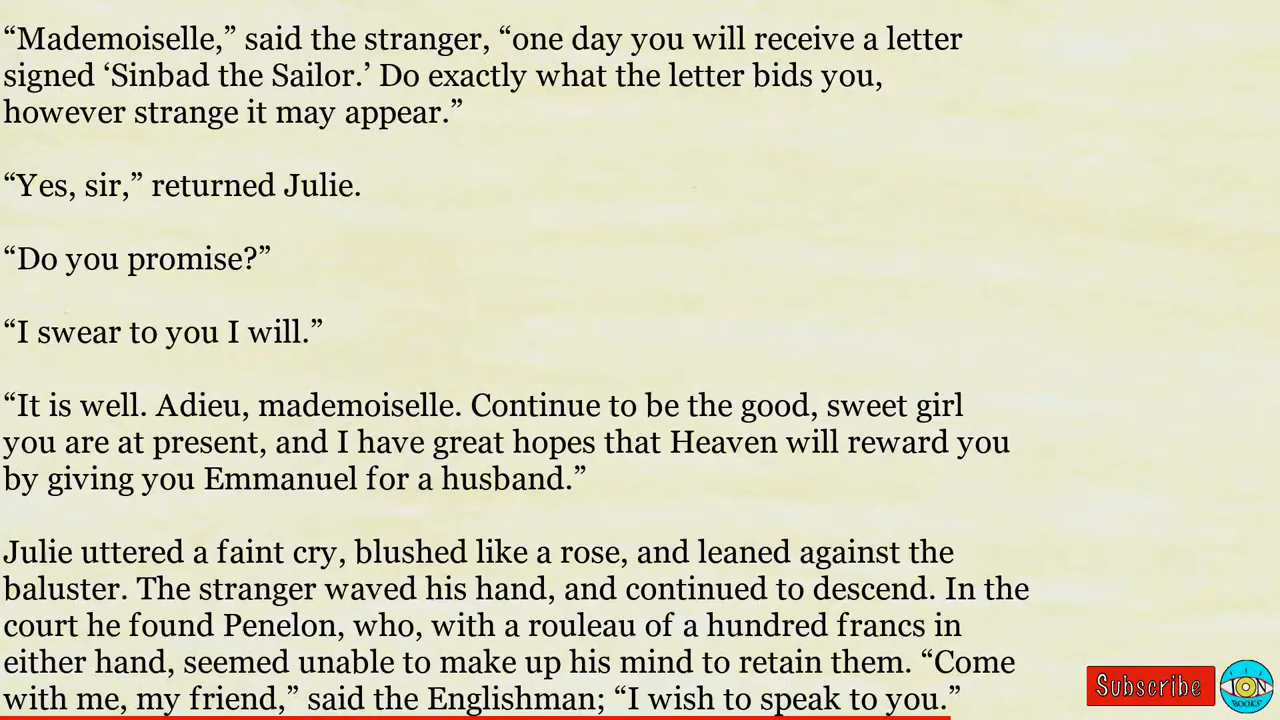 “Mademoiselle,” said the stranger, “one day you will receive a letter
signed ‘Sinbad the Sailor.’ Do exactly what the letter bids you,
however strange it may appear.”
“Yes, sir,” returned Julie.
“Do you promise?”
“I swear to you I will.”
“It is well. Adieu, mademoiselle. Continue to be the good, sweet girl
you are at present, and I have great hopes that Heaven will reward you
by giving you Emmanuel for a husband.”
Julie uttered a faint cry, blushed like a rose, and leaned against the
baluster. The stranger waved his hand, and continued to descend. In the
court he found Penelon, who, with a rouleau of a hundred francs in
either hand, seemed unable to make up his mind to retain them. “Come
with me, my friend,” said the Englishman; “I wish to speak to you.”
Subscribe
ION
BOOKS